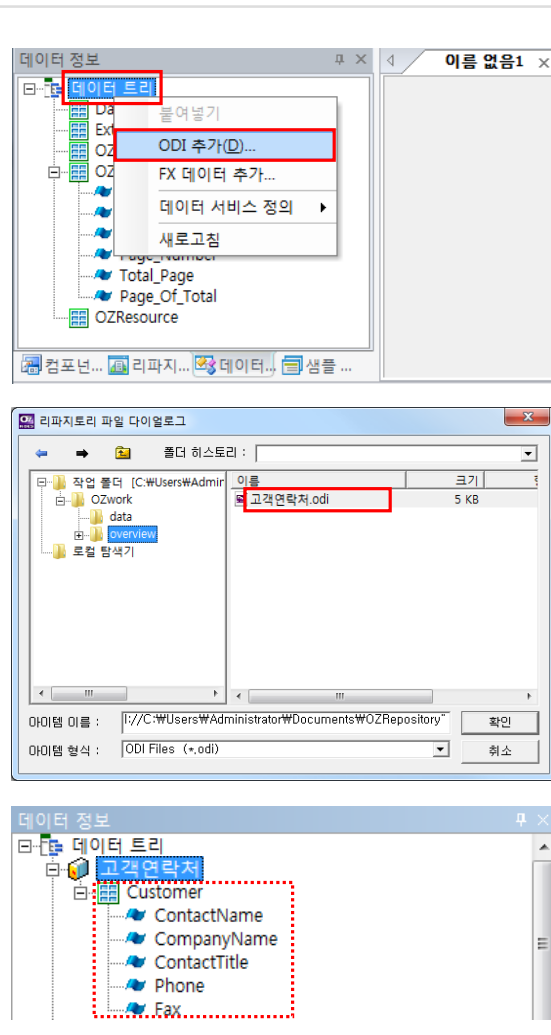 데이터 정보
이름 없음1
데이터 트리
Da
붙여넣기
Ext
ODI 추가(D)...
OZ
FX 데이터 추가...
OZ
데이터 서비스 정의
새로고침
Page_Number
Total_Page
Page_Of_Total
OZResource
컴포넌... 리파지... 데이터... 샘플 ...
리파지토리 파일 다이얼로그
폴더 히스토리 :
작업 폴더 [C:₩Users₩Admir
이름 크기
OZwork
고객연락처.odi 5 KB
data
overview
로컬 탐색기
아이템 이름 : l://C:₩Users₩Administrator₩Documents₩OZRepository" 확인
아이템 형식 : ODI Files (*.odi) 취소
데이터 정보
데이터 트리
고객연락처
Customer
ContactName
CompanyName
ContactTitle
Phone
Fax